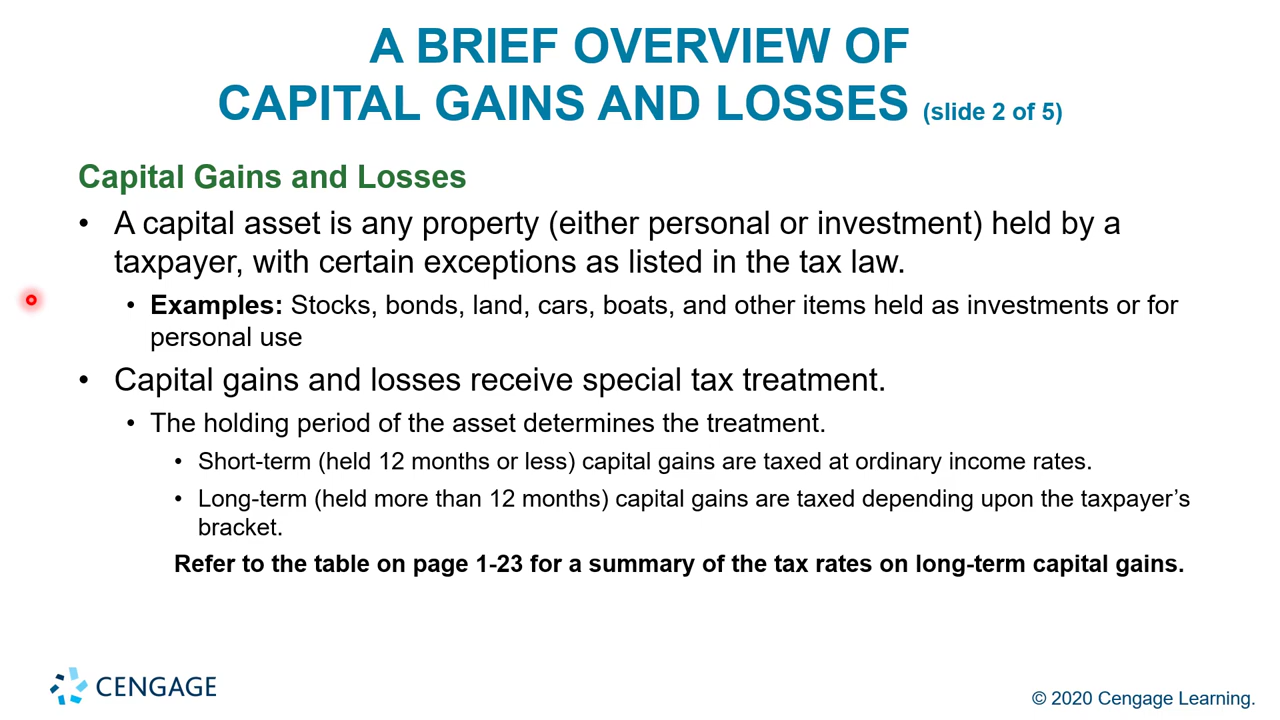 A BRIEF OVERVIEW OF
CAPITAL GAINS AND LOSSES (slide 2 of 5)
Capital Gains and Losses
• A capital asset is any property (either personal or investment) held by a
taxpayer, with certain exceptions as listed in the tax law.
• Examples: Stocks, bonds, land, cars, boats, and other items held as investments or for
personal use
• Capital gains and losses receive special tax treatment.
• The holding period of the asset determines the treatment.
• Short-term (held 12 months or less) capital gains are taxed at ordinary income rates.
• Long-term (held more than 12 months) capital gains are taxed depending upon the taxpayer’s
bracket.
Refer to the table on page 1-23 for a summary of the tax rates on long-term capital gains.
CENGAGE
© 2020 Cengage Learning.